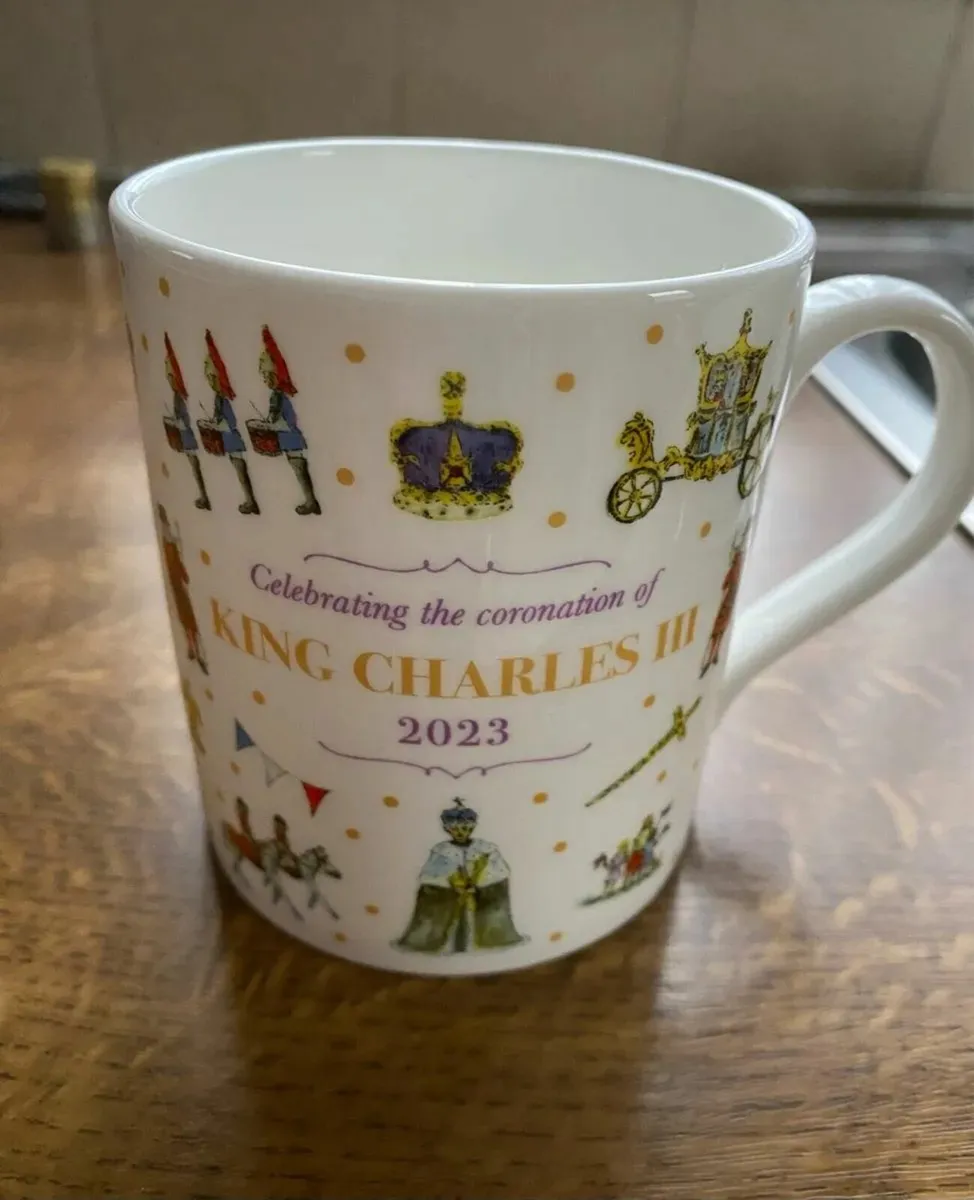 Celebrating the coronation of
KING CHARLES III
2023